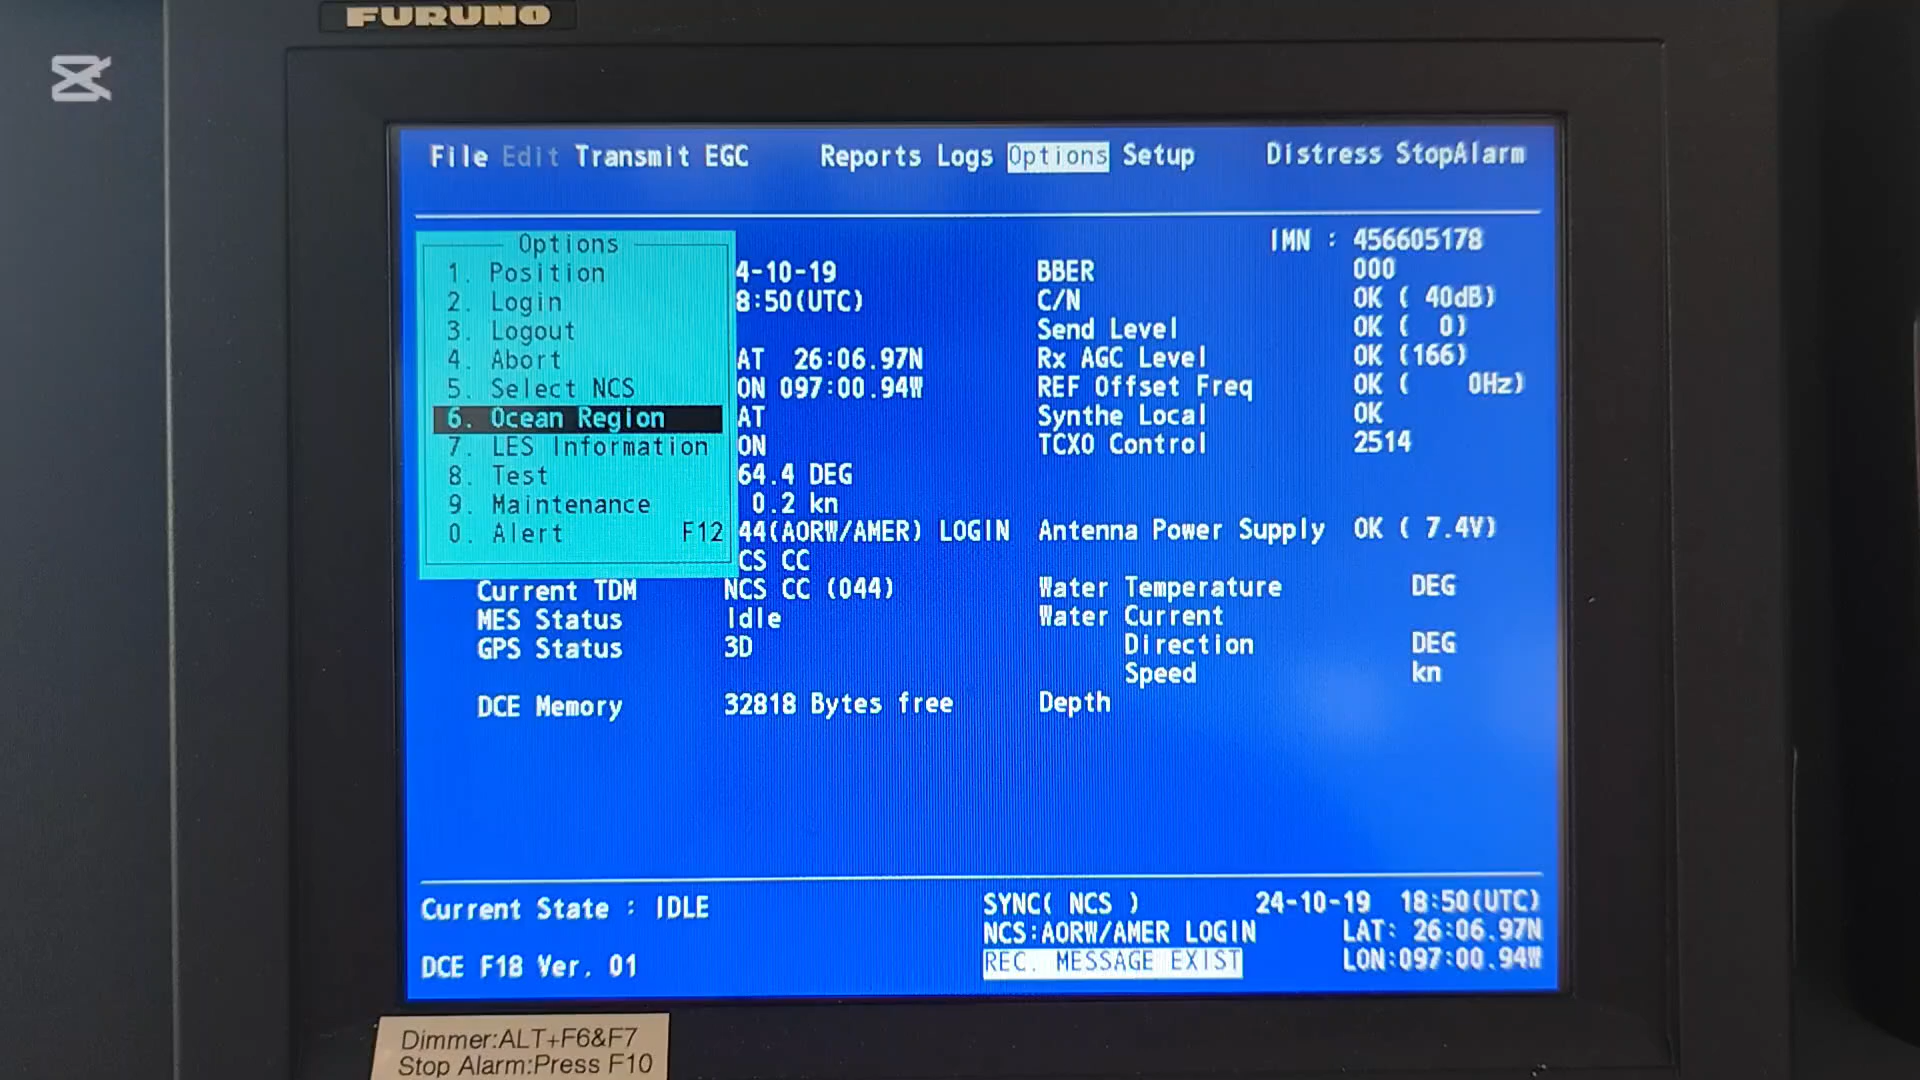 FURUNO
File Edit Transmit EGC Reports Logs Options Setup Distress StopAlarm
Options
1. Position
2. Login
3. Logout
4. Abort
5. Select NCS
6. Ocean Region
7. LES Information
8. Test
9. Maintenance
0. Alert F12
4-10-19
8:50(UTC)
AT 26:06.97N
ON 097:00.94W
AT
ON
64.4 DEG
0.2 kn
44(AORW/AMER) LOGIN
CS CC
Current TDM NCS CC (044)
MES Status Idle
GPS Status 3D
DCE Memory 32818 Bytes free
IMN : 456605178
BBER 000
C/N OK ( 40dB)
Send Level OK ( 0)
Rx AGC Level OK (166)
REF Offset Freq OK ( 0Hz)
Synthe Local OK
TCXO Control 2514
Antenna Power Supply OK ( 7.4V)
Water Temperature DEG
Water Current
Direction DEG
Speed kn
Depth
Current State : IDLE
DCE F18 Ver. 01
SYNC( NCS ) 24-10-19 18:50(UTC)
NCS:AORW/AMER LOGIN LAT: 26:06.97N
REC. MESSAGE EXIST LON:097:00.94W
Dimmer:ALT+F6&F7
Stop Alarm:Press F10